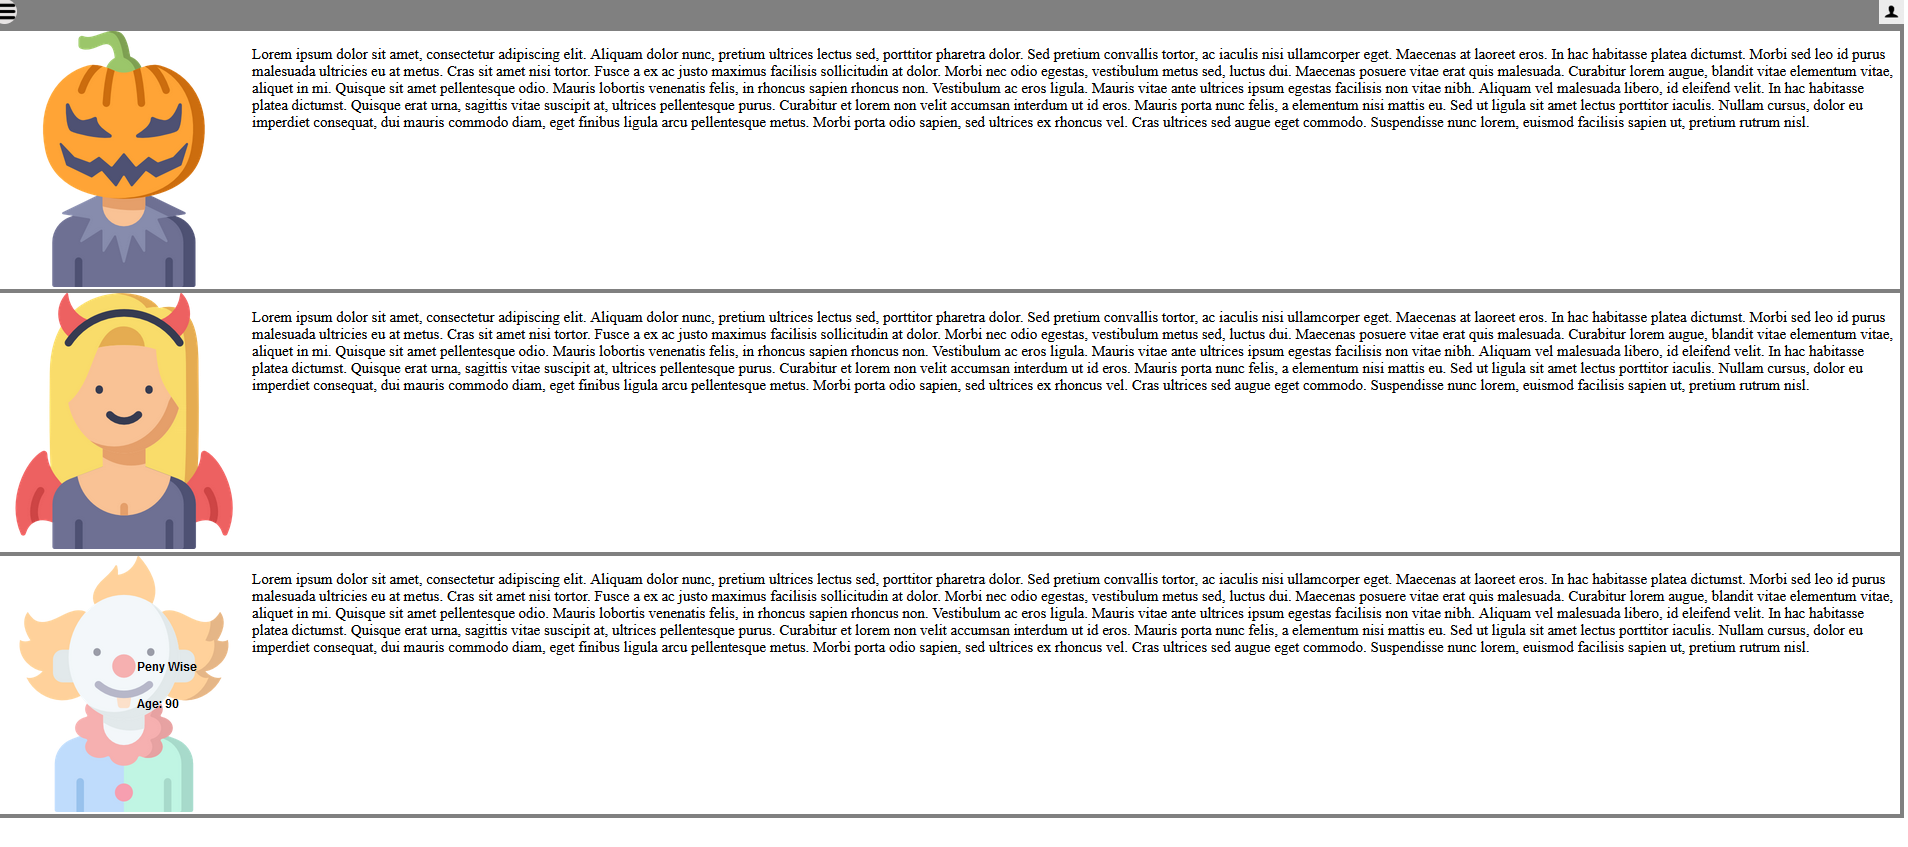 Lorem ipsum dolor sit amet, consectetur adipiscing elit. Aliquam dolor nunc, pretium ultrices lectus sed, porttitor pharetra dolor. Sed pretium convallis tortor, ac iaculis nisi ullamcorper eget. Maecenas at laoreet eros. In hac habitasse platea dictumst. Morbi sed leo id purus
malesuada ultricies eu at metus. Cras sit amet nisi tortor. Fusce a ex ac justo maximus facilisis sollicitudin at dolor. Morbi nec odio egestas, vestibulum metus sed, luctus dui. Maecenas posuere vitae erat quis malesuada. Curabitur lorem augue, blandit vitae elementum vitae,
aliquet in mi. Quisque sit amet pellentesque odio. Mauris lobortis venenatis felis, in rhoncus sapien rhoncus non. Vestibulum ac eros ligula. Mauris vitae ante ultrices ipsum egestas facilisis non vitae nibh. Aliquam vel malesuada libero, id eleifend velit. In hac habitasse
platea dictumst. Quisque erat urna, sagittis vitae suscipit at, ultrices pellentesque purus. Curabitur et lorem non velit accumsan interdum ut id eros. Mauris porta nunc felis, a elementum nisi mattis eu. Sed ut ligula sit amet lectus porttitor iaculis. Nullam cursus, dolor eu
imperdiet consequat, dui mauris commodo diam, eget finibus ligula arcu pellentesque metus. Morbi porta odio sapien, sed ultrices ex rhoncus vel. Cras ultrices sed augue eget commodo. Suspendisse nunc lorem, euismod facilisis sapien ut, pretium rutrum nisl.
Lorem ipsum dolor sit amet, consectetur adipiscing elit. Aliquam dolor nunc, pretium ultrices lectus sed, porttitor pharetra dolor. Sed pretium convallis tortor, ac iaculis nisi ullamcorper eget. Maecenas at laoreet eros. In hac habitasse platea dictumst. Morbi sed leo id purus
malesuada ultricies eu at metus. Cras sit amet nisi tortor. Fusce a ex ac justo maximus facilisis sollicitudin at dolor. Morbi nec odio egestas, vestibulum metus sed, luctus dui. Maecenas posuere vitae erat quis malesuada. Curabitur lorem augue, blandit vitae elementum vitae,
aliquet in mi. Quisque sit amet pellentesque odio. Mauris lobortis venenatis felis, in rhoncus sapien rhoncus non. Vestibulum ac eros ligula. Mauris vitae ante ultrices ipsum egestas facilisis non vitae nibh. Aliquam vel malesuada libero, id eleifend velit. In hac habitasse
platea dictumst. Quisque erat urna, sagittis vitae suscipit at, ultrices pellentesque purus. Curabitur et lorem non velit accumsan interdum ut id eros. Mauris porta nunc felis, a elementum nisi mattis eu. Sed ut ligula sit amet lectus porttitor iaculis. Nullam cursus, dolor eu
imperdiet consequat, dui mauris commodo diam, eget finibus ligula arcu pellentesque metus. Morbi porta odio sapien, sed ultrices ex rhoncus vel. Cras ultrices sed augue eget commodo. Suspendisse nunc lorem, euismod facilisis sapien ut, pretium rutrum nisl.
Peny Wise
Age: 90
Lorem ipsum dolor sit amet, consectetur adipiscing elit. Aliquam dolor nunc, pretium ultrices lectus sed, porttitor pharetra dolor. Sed pretium convallis tortor, ac iaculis nisi ullamcorper eget. Maecenas at laoreet eros. In hac habitasse platea dictumst. Morbi sed leo id purus
malesuada ultricies eu at metus. Cras sit amet nisi tortor. Fusce a ex ac justo maximus facilisis sollicitudin at dolor. Morbi nec odio egestas, vestibulum metus sed, luctus dui. Maecenas posuere vitae erat quis malesuada. Curabitur lorem augue, blandit vitae elementum vitae,
aliquet in mi. Quisque sit amet pellentesque odio. Mauris lobortis venenatis felis, in rhoncus sapien rhoncus non. Vestibulum ac eros ligula. Mauris vitae ante ultrices ipsum egestas facilisis non vitae nibh. Aliquam vel malesuada libero, id eleifend velit. In hac habitasse
platea dictumst. Quisque erat urna, sagittis vitae suscipit at, ultrices pellentesque purus. Curabitur et lorem non velit accumsan interdum ut id eros. Mauris porta nunc felis, a elementum nisi mattis eu. Sed ut ligula sit amet lectus porttitor iaculis. Nullam cursus, dolor eu
imperdiet consequat, dui mauris commodo diam, eget finibus ligula arcu pellentesque metus. Morbi porta odio sapien, sed ultrices ex rhoncus vel. Cras ultrices sed augue eget commodo. Suspendisse nunc lorem, euismod facilisis sapien ut, pretium rutrum nisl.